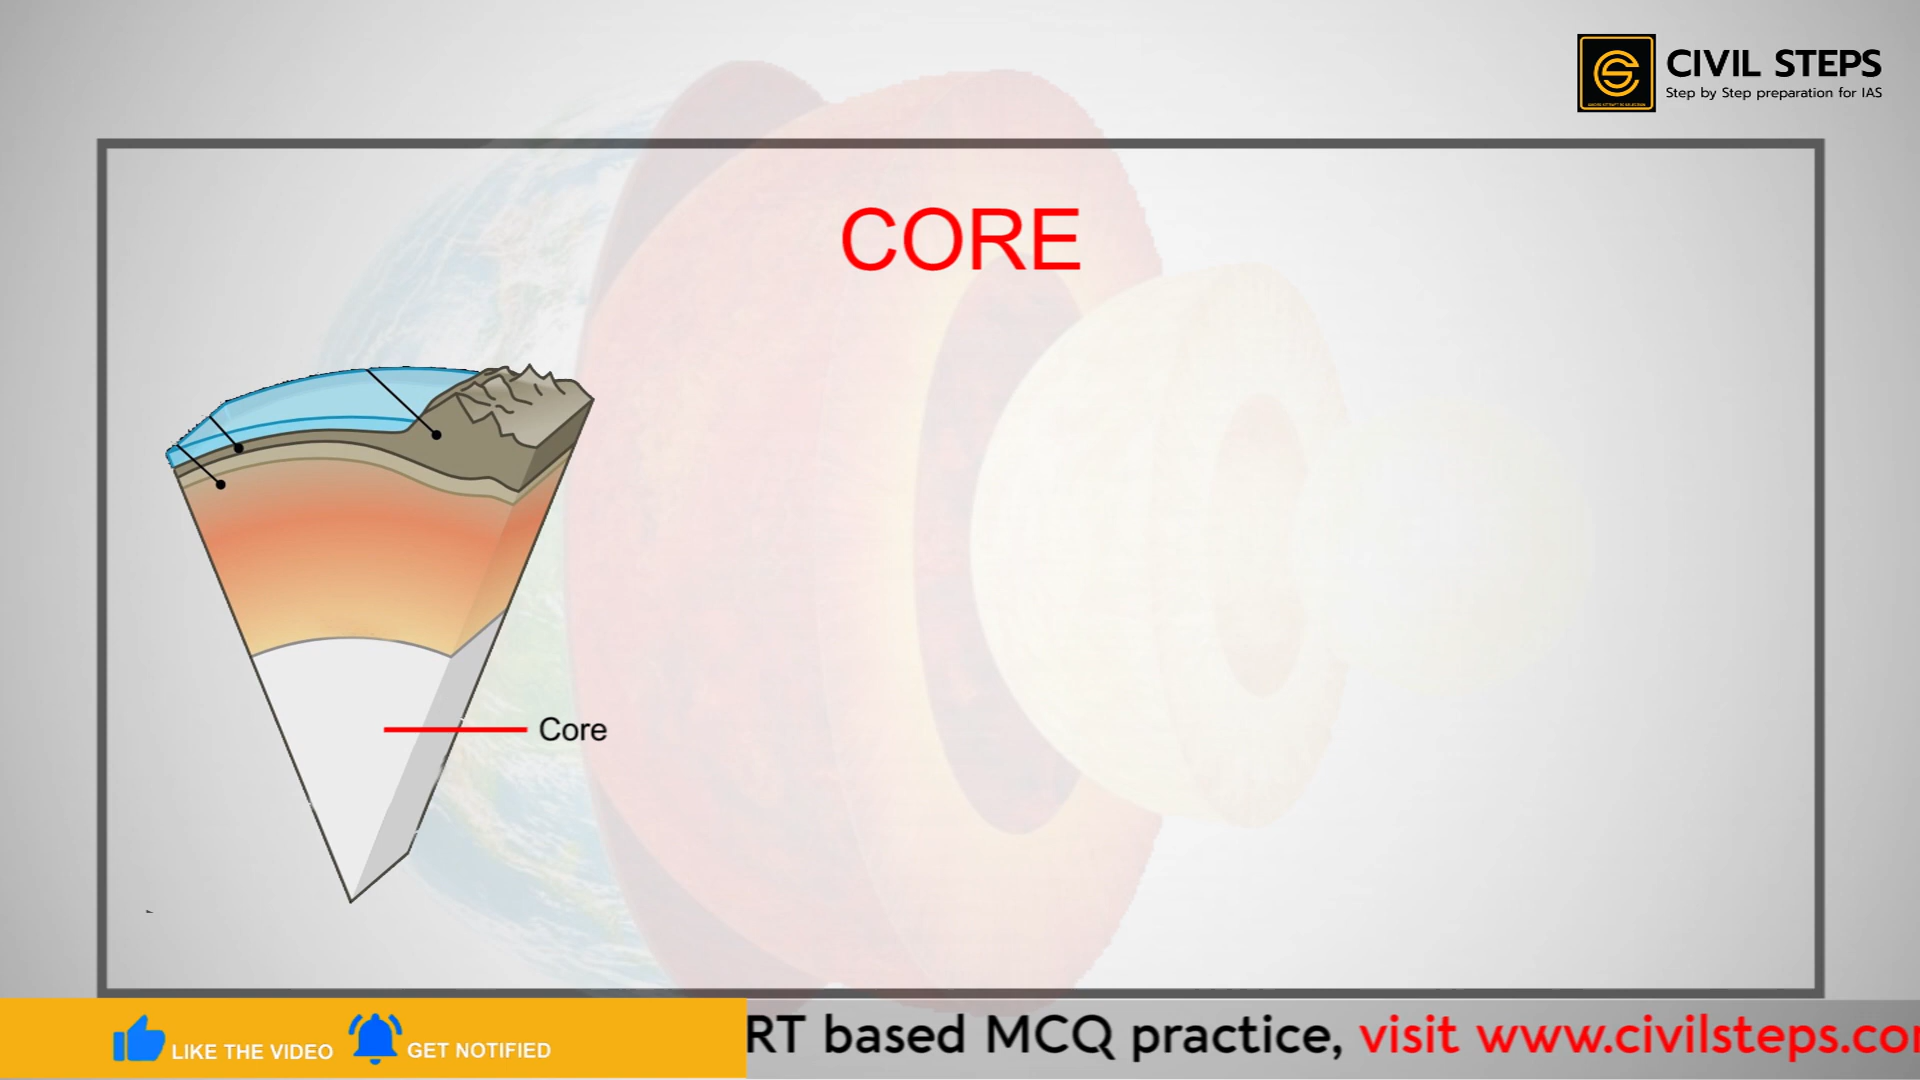 CIVIL STEPS
Step by Step preparation for IAS
CORE
Core
LIKE THE VIDEO
GET NOTIFIED
RT based MCQ practice, visit www.civilsteps.co